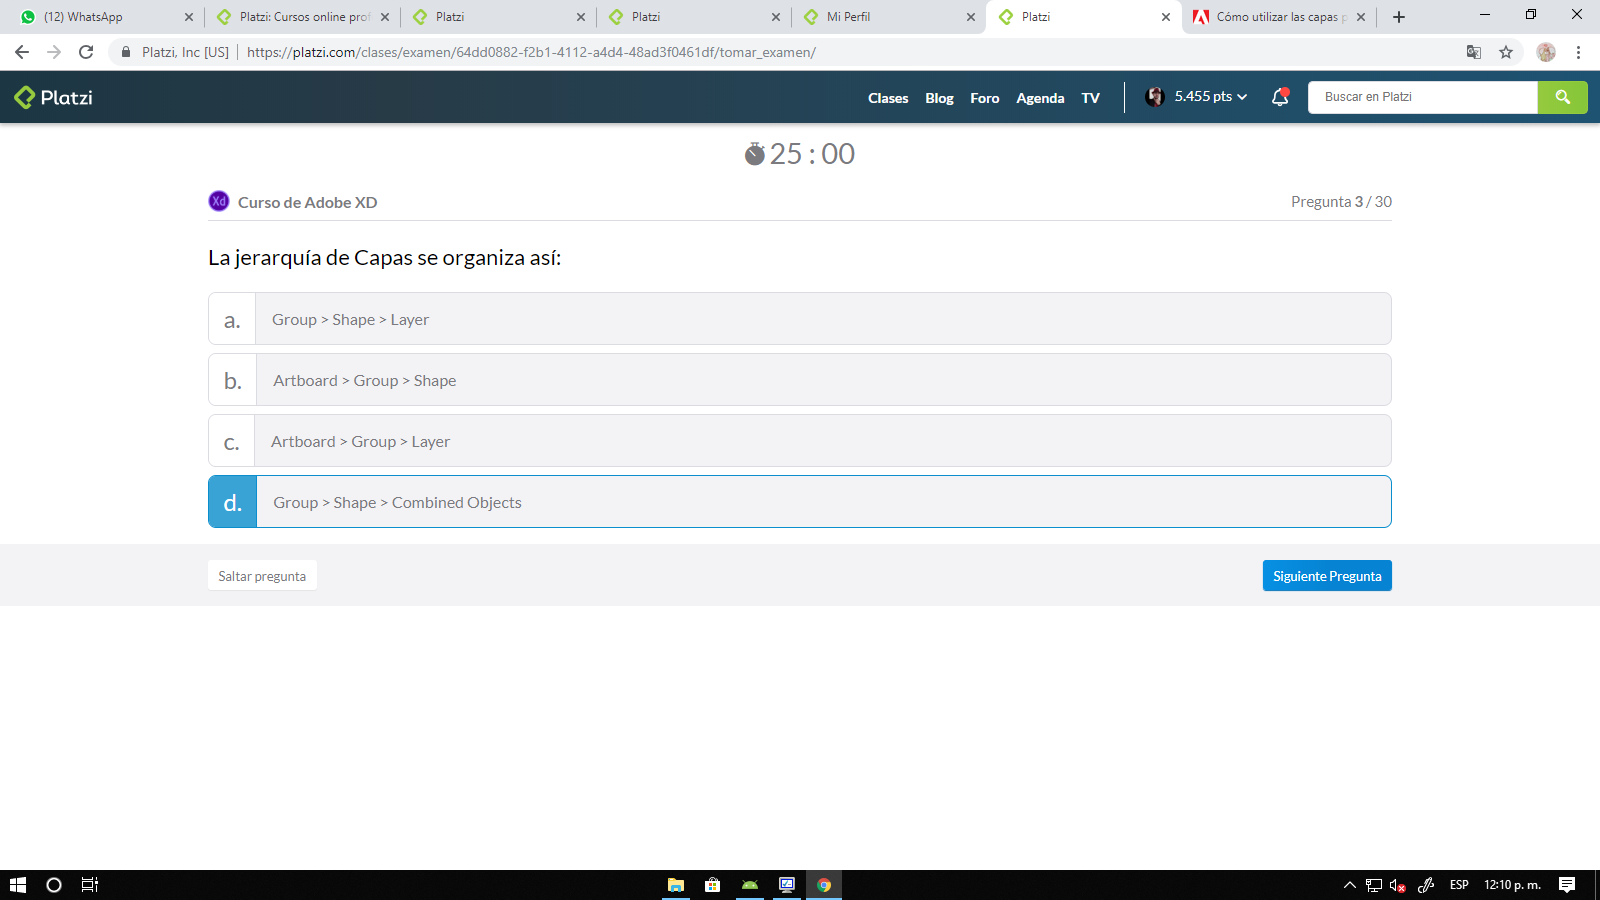 (12) WhatsApp
Platzi: Cursos online prof
Platzi
Platzi
Mi Perfil
Platzi
Cómo utilizar las capas p
Platzi, Inc [US]
https://platzi.com/clases/examen/64dd0882-f2b1-4112-a4d4-48ad3f0461df/tomar_examen/
Platzi
Clases
Blog
Foro
Agenda
TV
5.455 pts
Buscar en Platzi
25 : 00
Xd
Curso de Adobe XD
Pregunta 3 / 30
La jerarquía de Capas se organiza así:
a. Group > Shape > Layer
b. Artboard > Group > Shape
c. Artboard > Group > Layer
d. Group > Shape > Combined Objects
Saltar pregunta
Siguiente Pregunta
ESP
12:10 p. m.